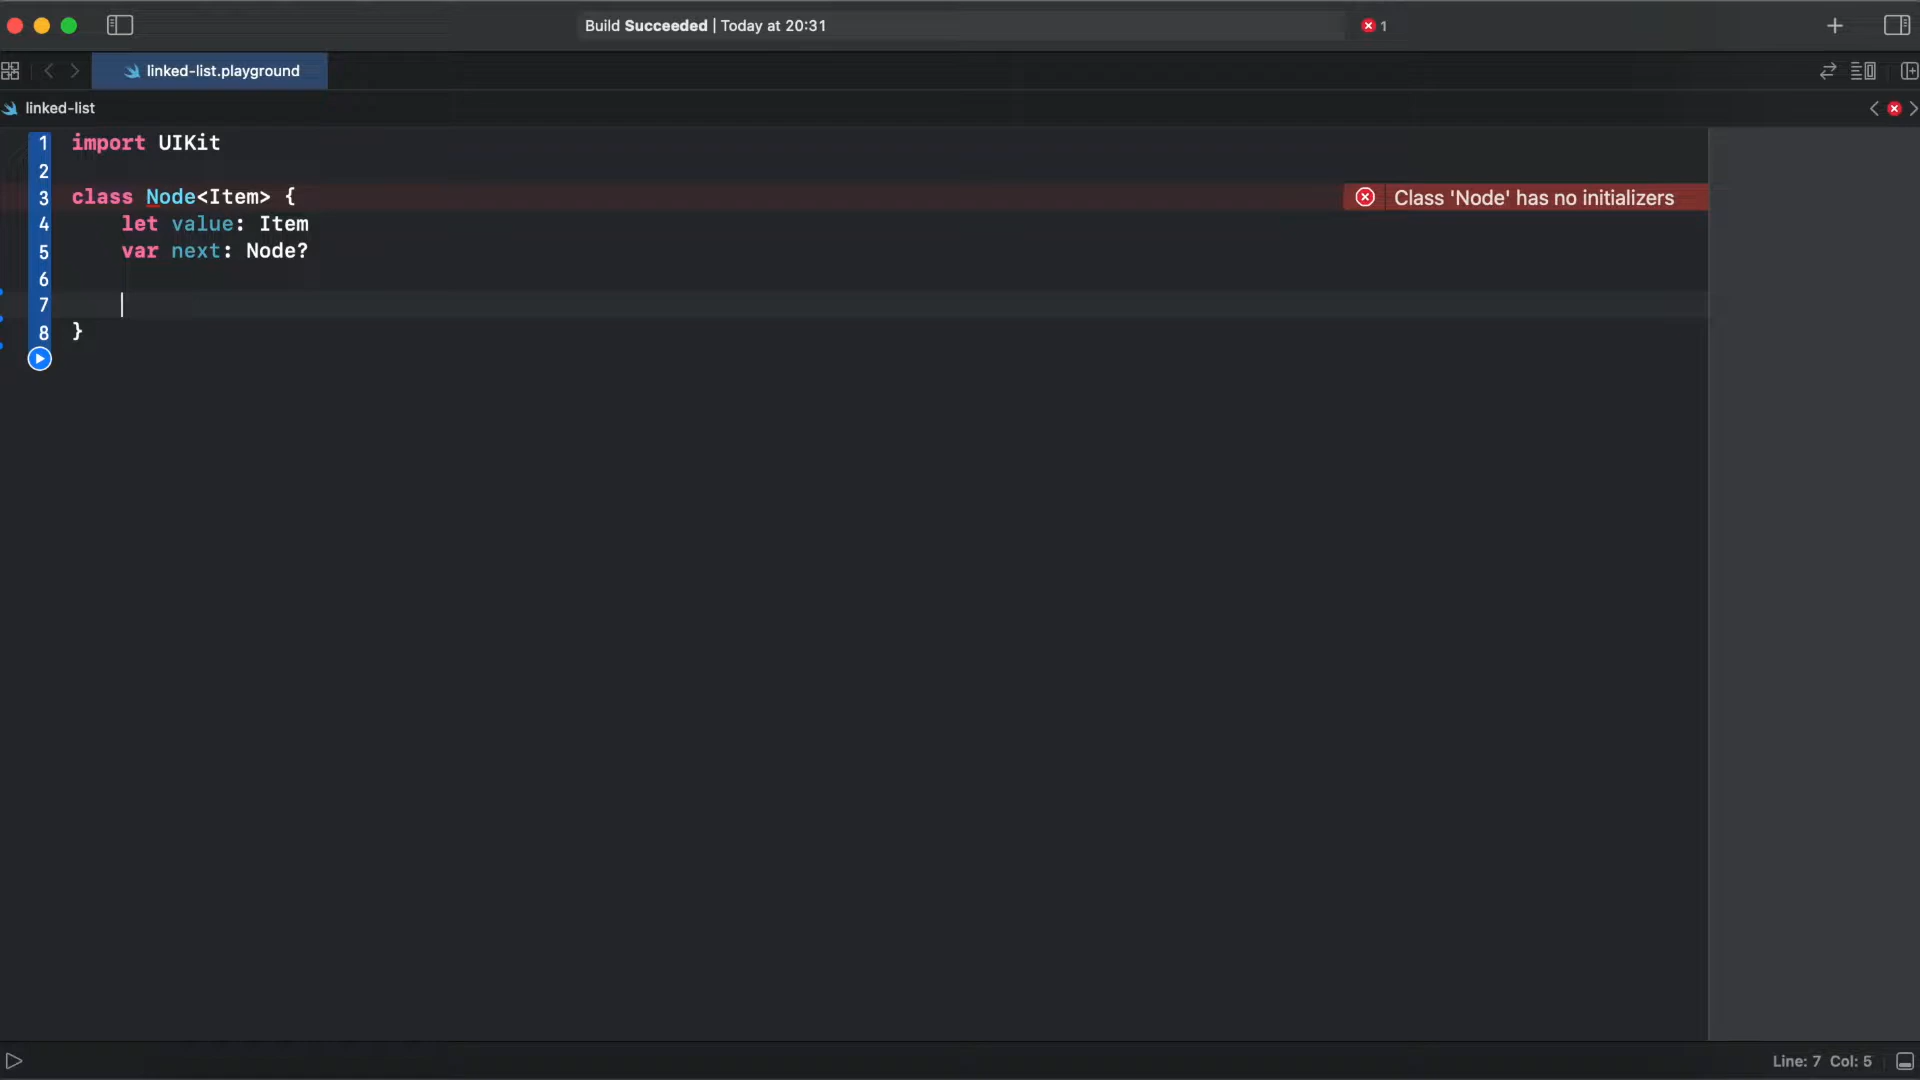 Build Succeeded | Today at 20:31
1
linked-list.playground
linked-list
1 import UIKit
2
3 class Node<Item> {
Class 'Node' has no initializers
4 let value: Item
5 var next: Node?
6
7
8 }
Line: 7 Col: 5